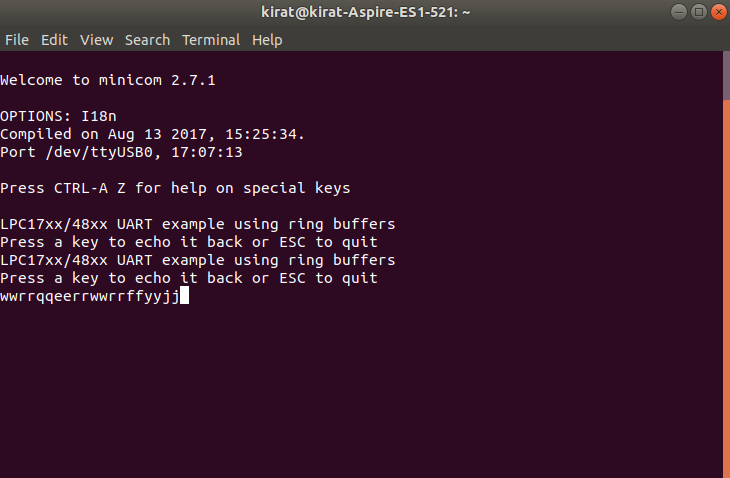 kirat@kirat-Aspire-ES1-521: ~
File Edit View Search Terminal Help
Welcome to minicom 2.7.1
OPTIONS: I18n
Compiled on Aug 13 2017, 15:25:34.
Port /dev/ttyUSB0, 17:07:13
Press CTRL-A Z for help on special keys
LPC17xx/48xx UART example using ring buffers
Press a key to echo it back or ESC to quit
LPC17xx/48xx UART example using ring buffers
Press a key to echo it back or ESC to quit
wwrrqqeerrwwrrffyyjj